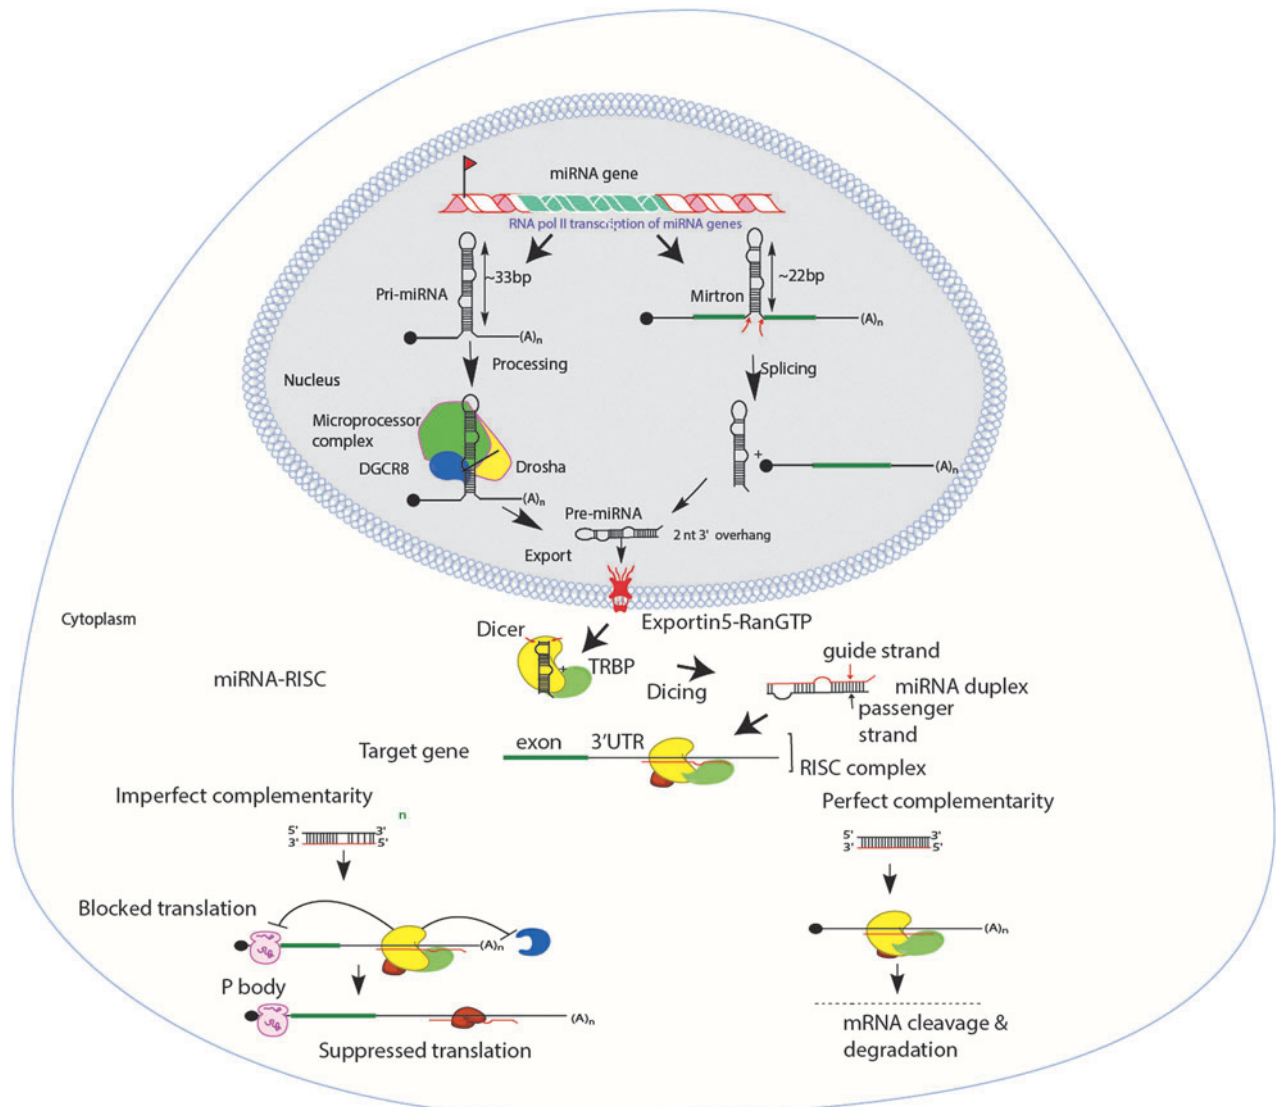 miRNA gene
RNA pol II transcription of miRNA genes
~33bp
Pri-miRNA
(A)n
~22bp
Mirtron
(A)n
Processing
Splicing
Nucleus
Microprocessor
complex
DGCR8
Drosha
(A)n
+
(A)n
Pre-miRNA
2 nt 3' overhang
Export
Cytoplasm
Exportin5-RanGTP
Dicer
+
TRBP
miRNA-RISC
Dicing
guide strand
miRNA duplex
passenger
strand
Target gene
exon
3'UTR
RISC complex
Imperfect complementarity
n
5' 3'
3' 5'
Perfect complementarity
5' 3'
3' 5'
Blocked translation
(A)n
(A)n
P body
(A)n
Suppressed translation
mRNA cleavage &
degradation